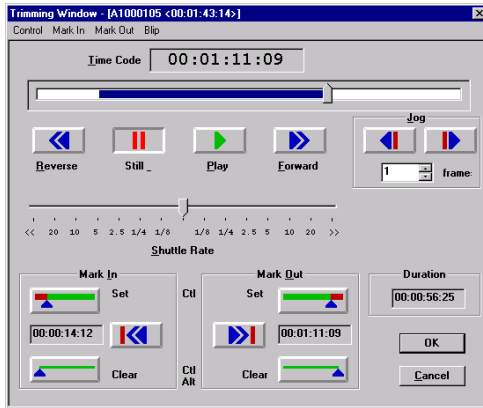 Trimming Window - [A1000105 <00:01:43:14>]
Control Mark In Mark Out Blip
Time Code 00:01:11:09
Jog
Reverse Still _ Play Forward
1 frame:
<< 20 10 5 2.5 1/4 1/8 1/8 1/4 2.5 5 10 20 >>
Shuttle Rate
Mark In Mark Out Duration
Set Ctl Set
00:00:56:25
00:00:14:12 00:01:11:09
OK
Clear Ctl Clear
Alt
Cancel